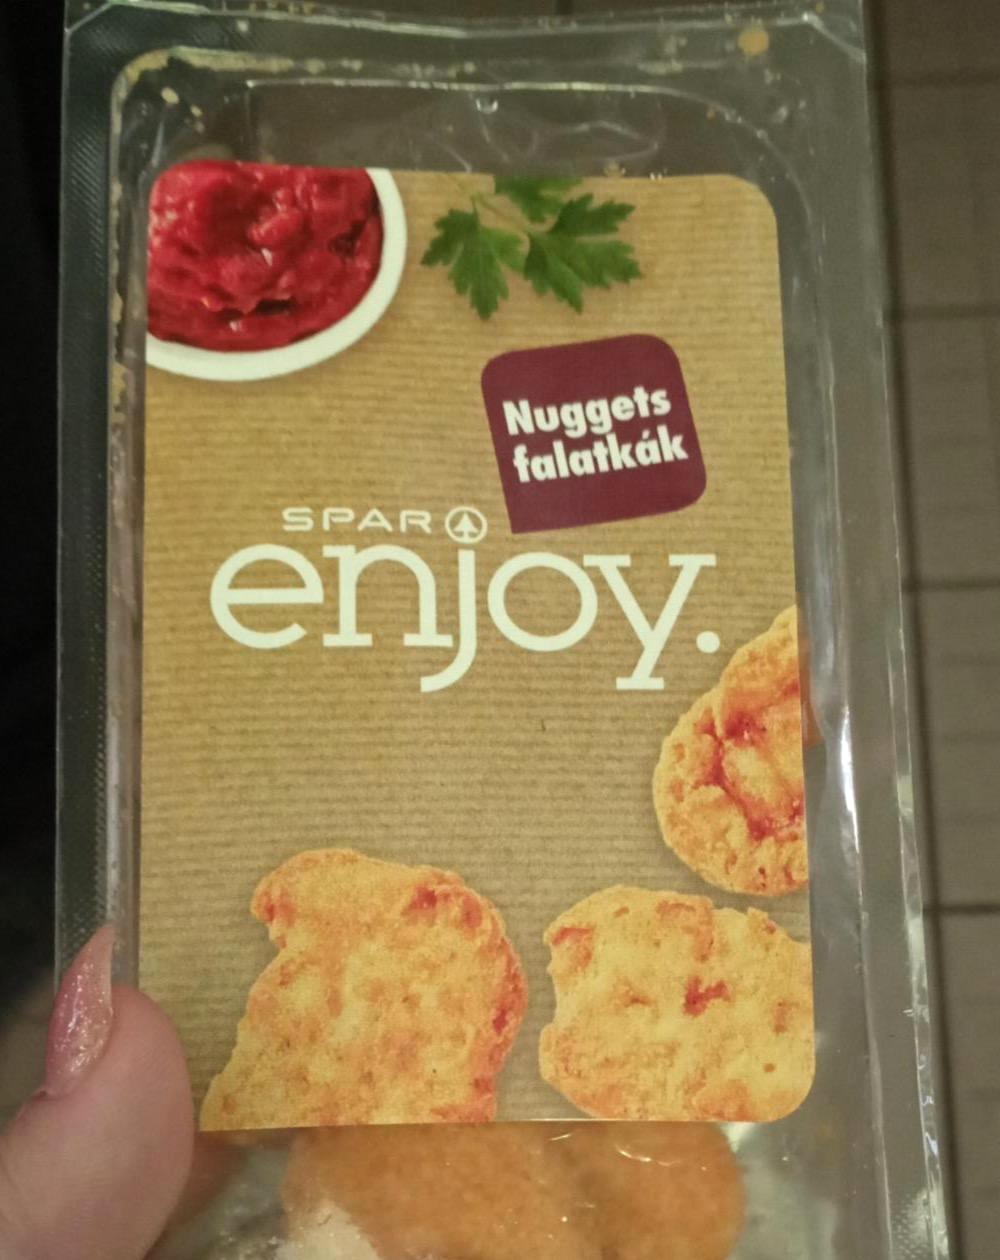 Nuggets
falatkák
SPAR
enjoy.